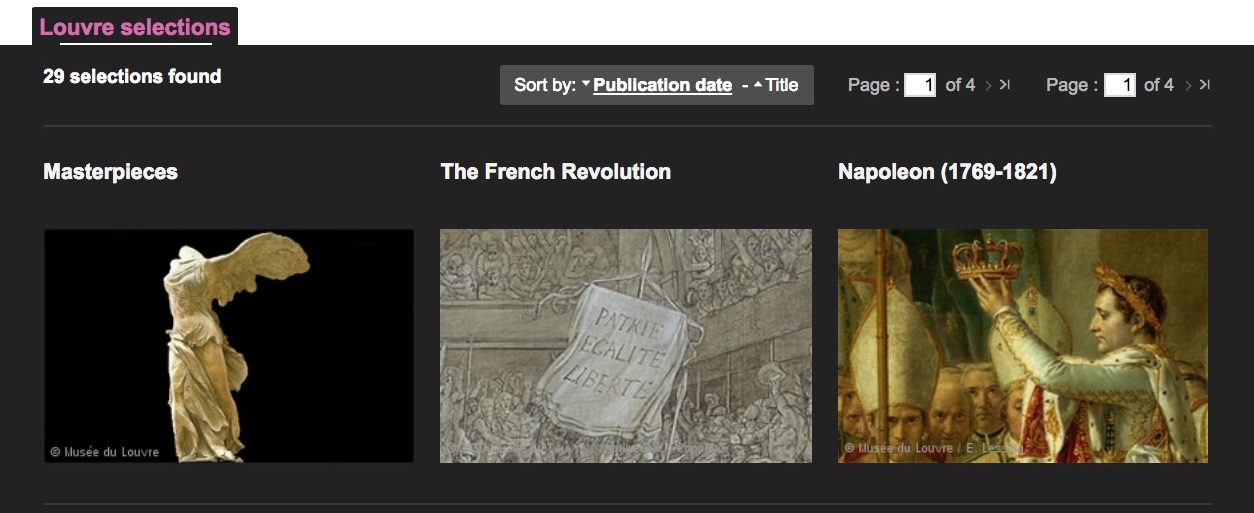 Louvre selections
29 selections found
Sort by: Publication date - Title
Page : 1 of 4
Page : 1 of 4
Masterpieces
The French Revolution
Napoleon (1769-1821)
PATRIE
EGALITE
LIBERTE
© Musée du Louvre
© Musée du Louvre / E. Lessing